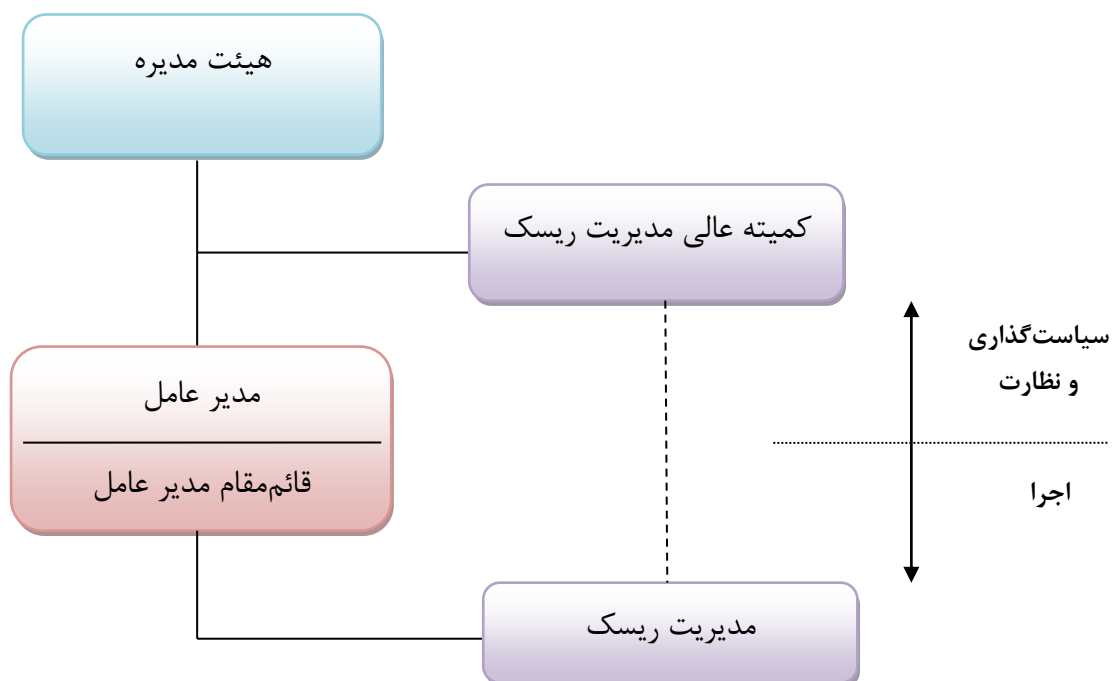 هیئت مدیره
کمیته عالی مدیریت ریسک
سیاست‌گذاری
و نظارت
مدیر عامل
قائم‌مقام مدیر عامل
اجرا
مدیریت ریسک